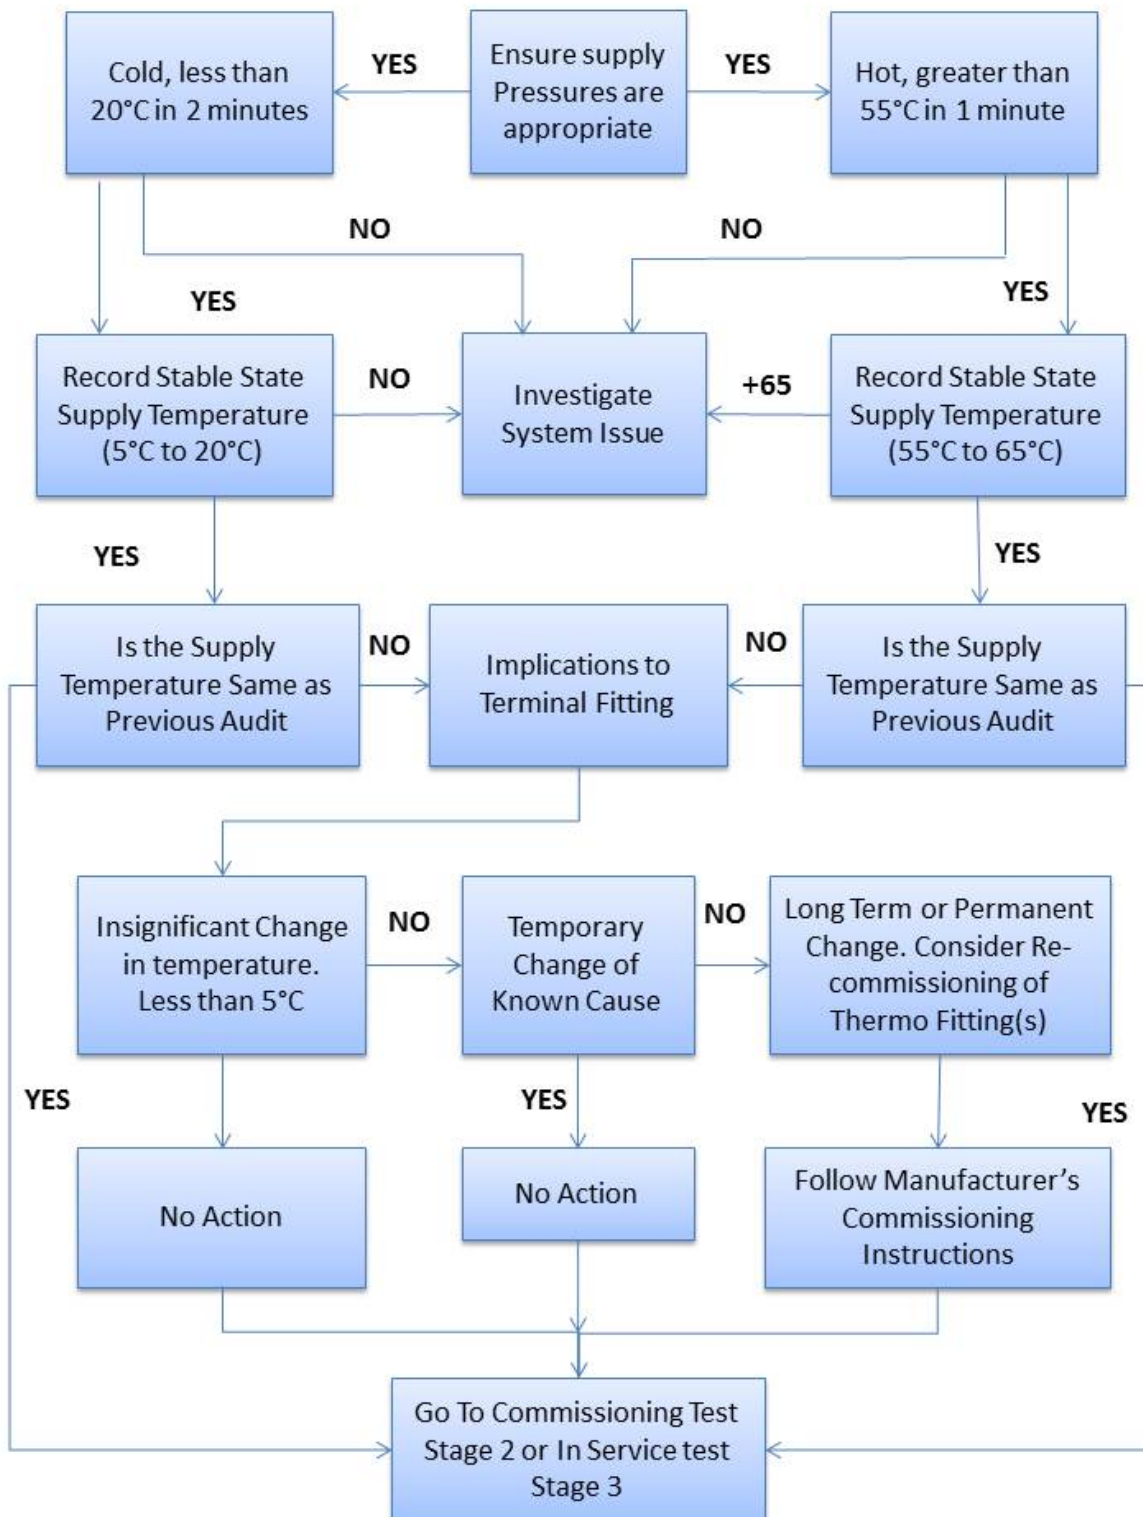 Cold, less than
20°C in 2 minutes
YES
Ensure supply
Pressures are
appropriate
YES
Hot, greater than
55°C in 1 minute
NO
NO
YES
YES
Record Stable State
Supply Temperature
(5°C to 20°C)
NO
Investigate
System Issue
+65
Record Stable State
Supply Temperature
(55°C to 65°C)
YES
YES
Is the Supply
Temperature Same as
Previous Audit
NO
Implications to
Terminal Fitting
NO
Is the Supply
Temperature Same as
Previous Audit
Insignificant Change
in temperature.
Less than 5°C
NO
Temporary
Change of
Known Cause
NO
Long Term or Permanent
Change. Consider Re-
commissioning of
Thermo Fitting(s)
YES
YES
YES
No Action
No Action
Follow Manufacturer’s
Commissioning
Instructions
Go To Commissioning Test
Stage 2 or In Service test
Stage 3